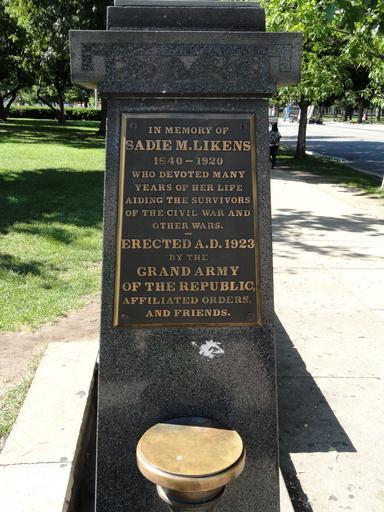 IN MEMORY OF
SADIE M. LIKENS
1840 – 1920
WHO DEVOTED MANY
YEARS OF HER LIFE
AIDING THE SURVIVORS
OF THE CIVIL WAR AND
OTHER WARS.
–
ERECTED A.D. 1923
BY THE
GRAND ARMY
OF THE REPUBLIC,
AFFILIATED ORDERS,
AND FRIENDS.